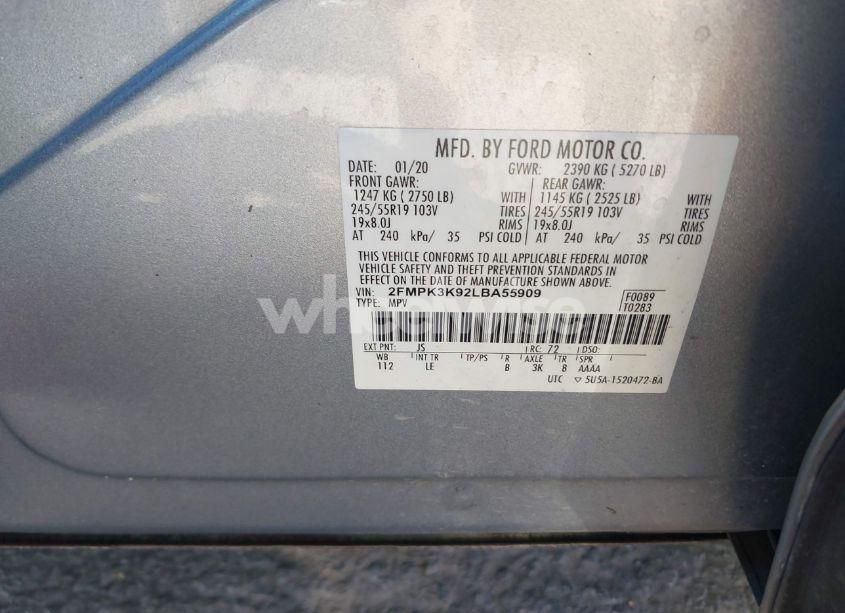 MFD. BY FORD MOTOR CO.
DATE: 01/20 GVWR: 2390 KG ( 5270 LB)
FRONT GAWR: REAR GAWR:
1247 KG ( 2750 LB) WITH 1145 KG ( 2525 LB) WITH
245/55R19 103V TIRES 245/55R19 103V TIRES
19x8.0J RIMS 19x8.0J RIMS
AT 240 kPa/ 35 PSI COLD AT 240 kPa/ 35 PSI COLD
THIS VEHICLE CONFORMS TO ALL APPLICABLE FEDERAL MOTOR
VEHICLE SAFETY AND THEFT PREVENTION STANDARDS IN
EFFECT ON THE DATE OF MANUFACTURE SHOWN ABOVE.
VIN: 2FMPK3K92LBA55909 F0089
TYPE: MPV T0283
EXT PNT: JS RC: 72 DSO:
WB INT TR TP/PS R AXLE TR SPR
112 LE B 3K 8 AAAA
UTC ▽ 5U5A-1520472-BA